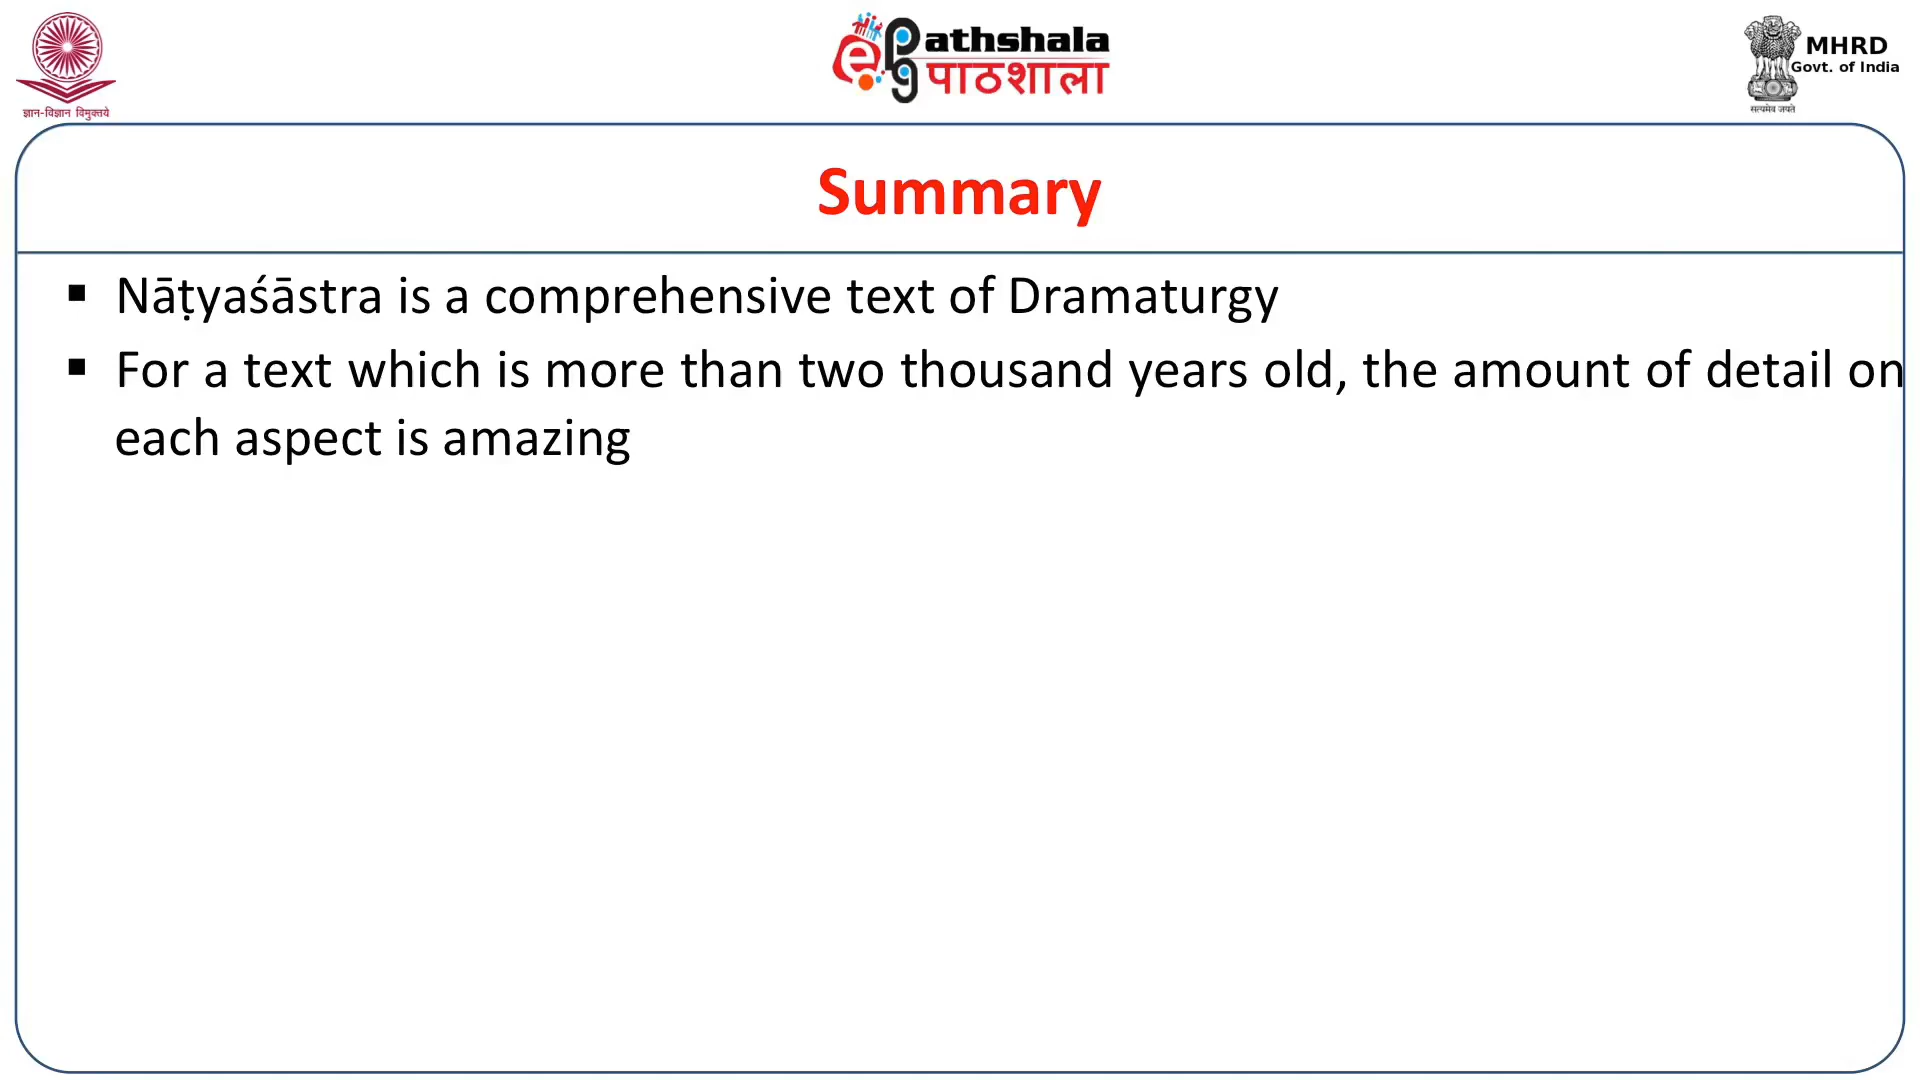 ज्ञान-विज्ञान विमुक्तये
ePathshala
पाठशाला
MHRD
Govt. of India
सत्यमेव जयते
Summary
▪ Nāṭyaśāstra is a comprehensive text of Dramaturgy
▪ For a text which is more than two thousand years old, the amount of detail on
each aspect is amazing